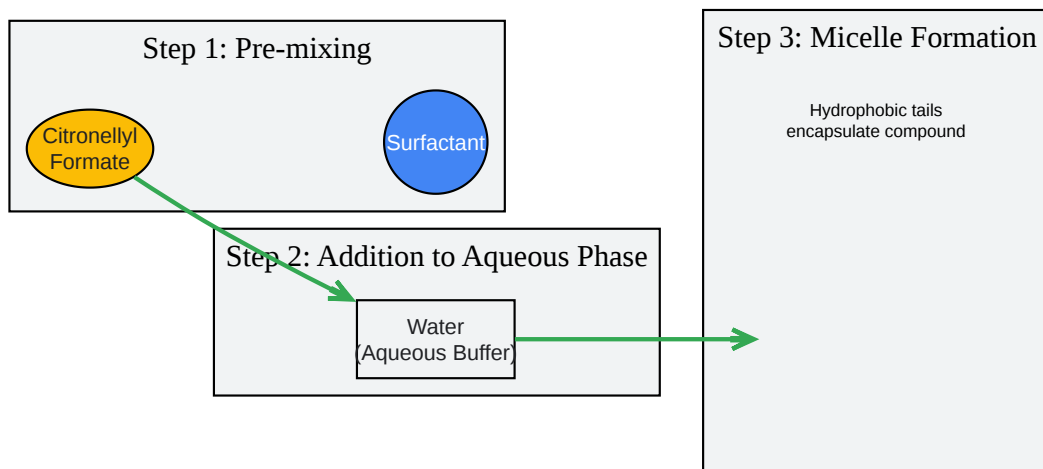 Step 1: Pre-mixing
Citronellyl
Formate
Surfactant
Step 2: Addition to Aqueous Phase
Water
(Aqueous Buffer)
Step 3: Micelle Formation
Hydrophobic tails
encapsulate compound